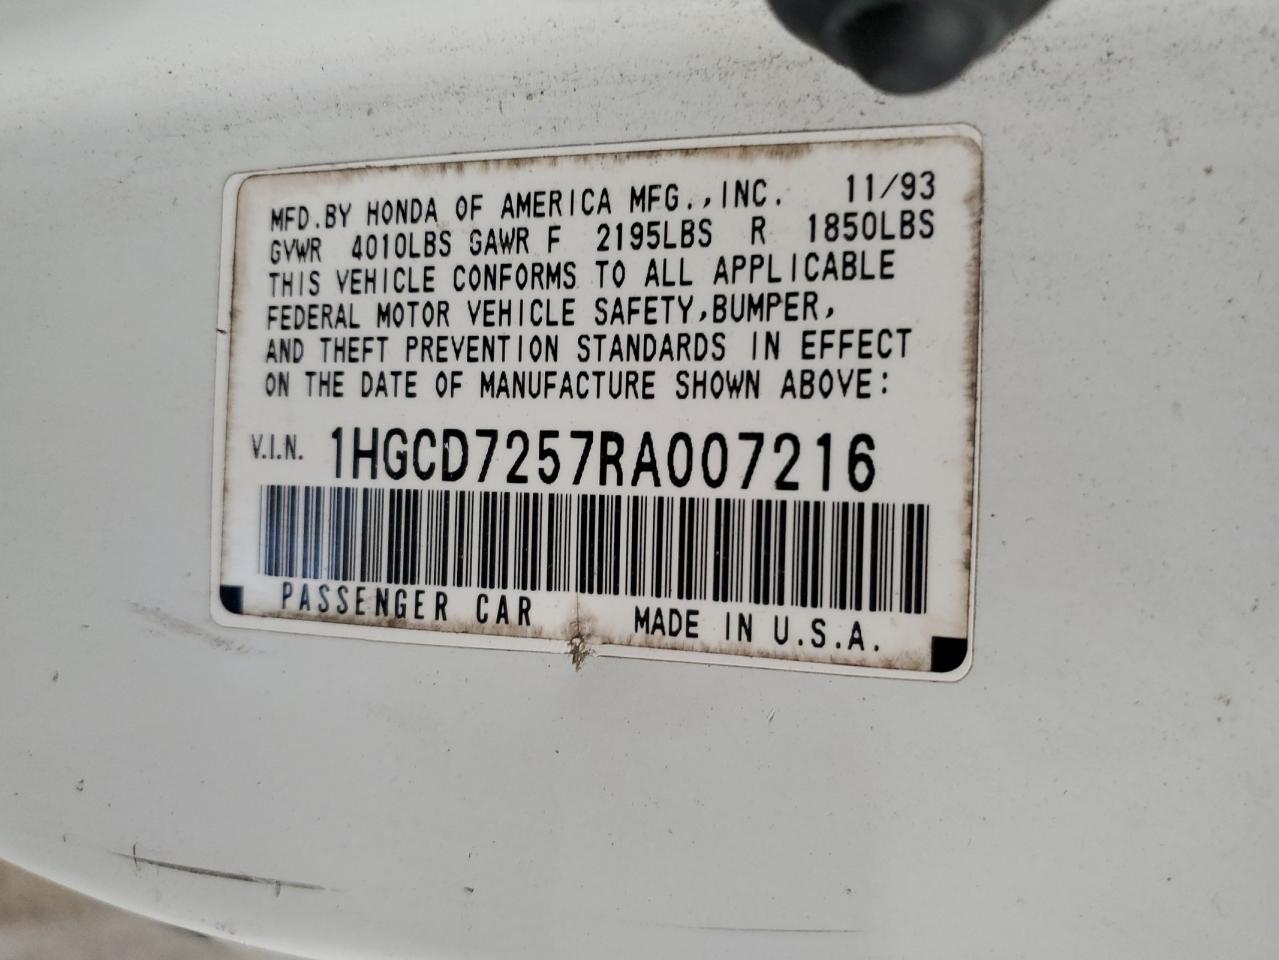 MFD.BY HONDA OF AMERICA MFG.,INC. 11/93
GVWR 4010LBS GAWR F 2195LBS R 1850LBS
THIS VEHICLE CONFORMS TO ALL APPLICABLE
FEDERAL MOTOR VEHICLE SAFETY,BUMPER,
AND THEFT PREVENTION STANDARDS IN EFFECT
ON THE DATE OF MANUFACTURE SHOWN ABOVE:
V.I.N. 1HGCD7257RA007216
PASSENGER CAR MADE IN U.S.A.